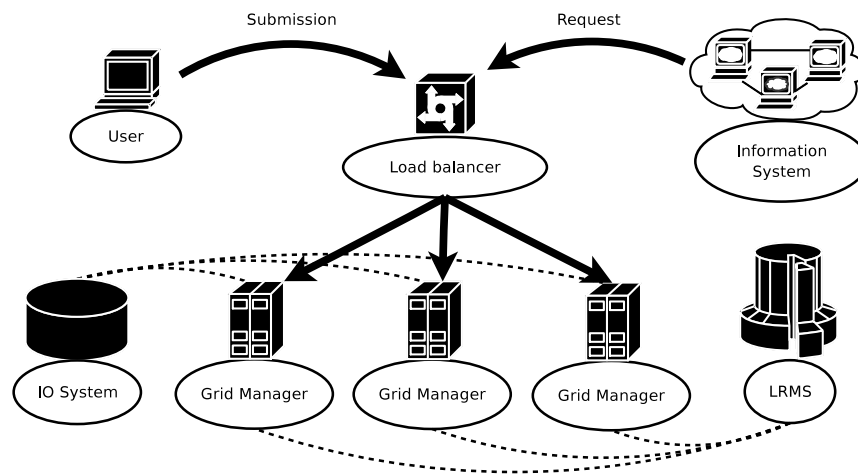 Submission
Request
User
Load balancer
Information
System
IO System
Grid Manager
Grid Manager
Grid Manager
LRMS